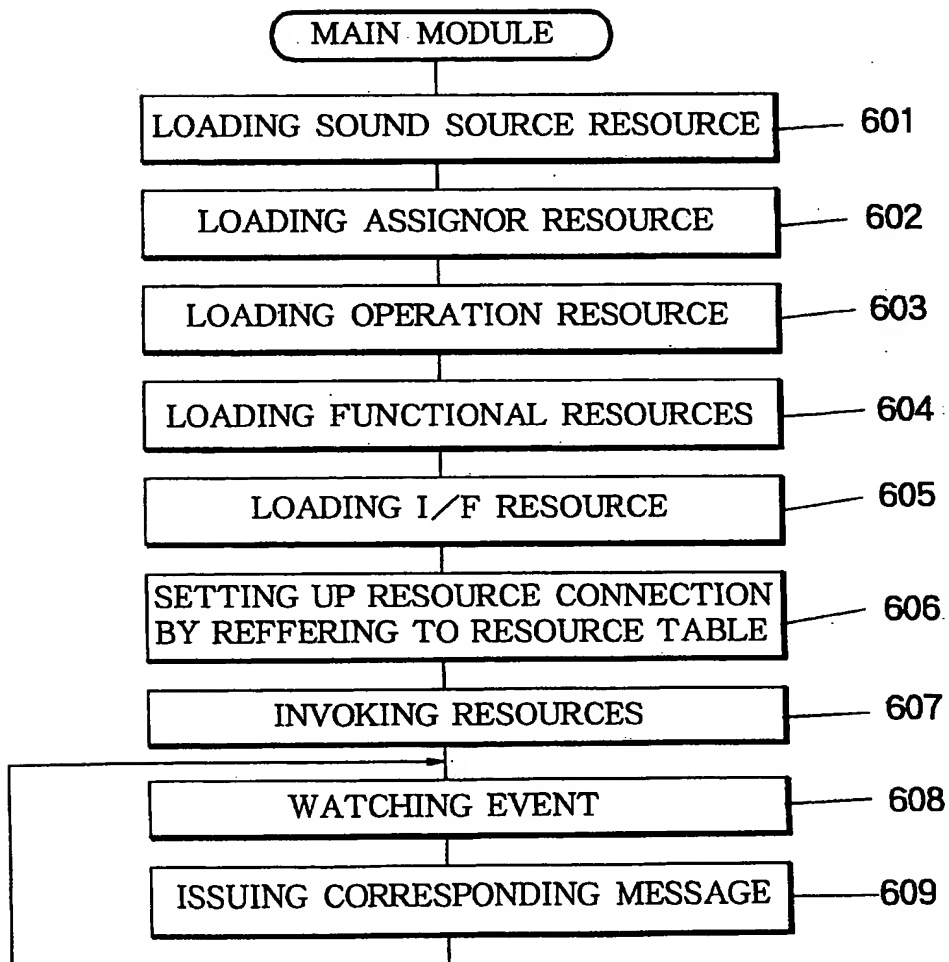 MAIN MODULE
LOADING SOUND SOURCE RESOURCE 601
LOADING ASSIGNOR RESOURCE 602
LOADING OPERATION RESOURCE 603
LOADING FUNCTIONAL RESOURCES 604
LOADING I/F RESOURCE 605
SETTING UP RESOURCE CONNECTION
BY REFFERING TO RESOURCE TABLE 606
INVOKING RESOURCES 607
WATCHING EVENT 608
ISSUING CORRESPONDING MESSAGE 609